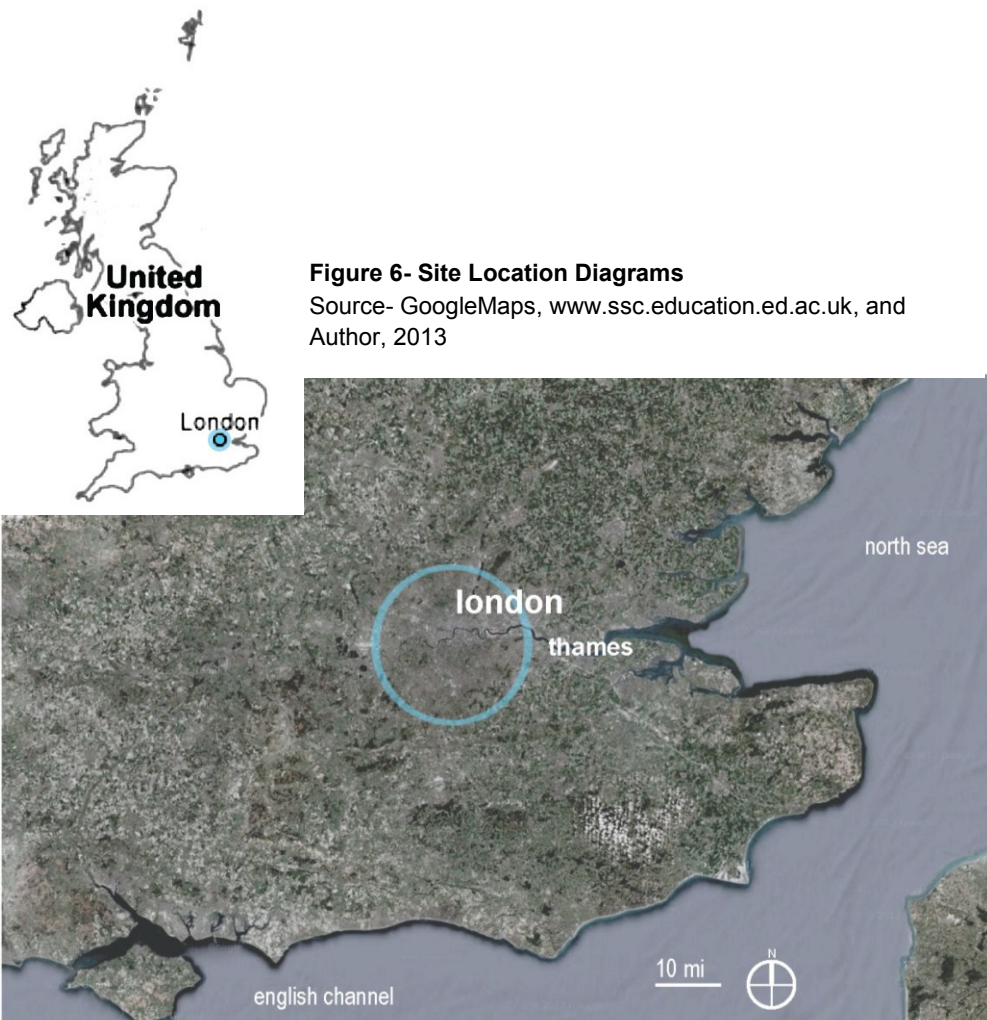 United
Kingdom
London
Figure 6- Site Location Diagrams
Source- GoogleMaps, www.ssc.education.ed.ac.uk, and
Author, 2013
north sea
london
thames
10 mi
N
english channel